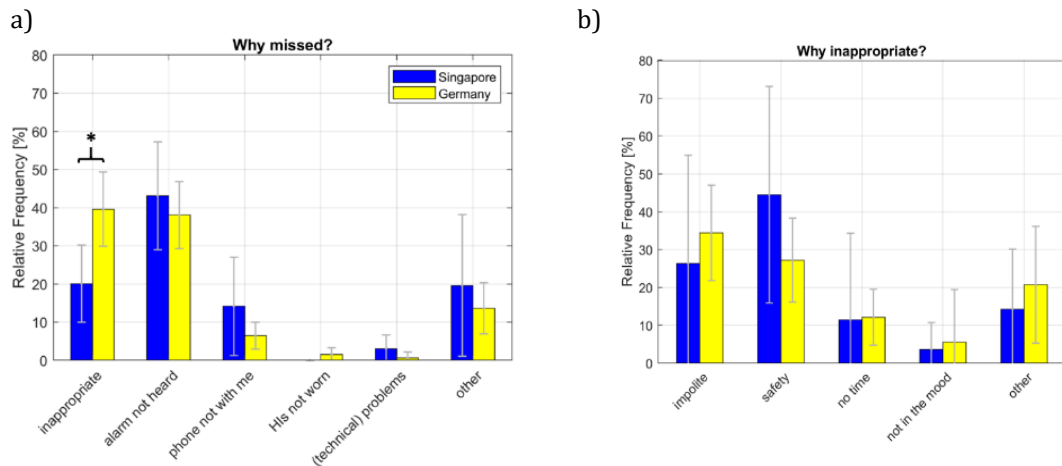 a)
Why missed?
80
70
60
50
40
30
20
10
0
Relative Frequency [%]
Singapore
Germany
*
inappropriate
alarm not heard
phone not with me
HIs not worn
(technical) problems
other
b)
Why inappropriate?
80
70
60
50
40
30
20
10
0
Relative Frequency [%]
impolite
safety
no time
not in the mood
other